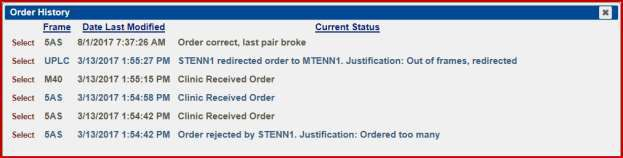 Order History
Frame Date Last Modified Current Status
Select 5AS 8/1/2017 7:37:26 AM Order correct, last pair broke
Select UPLC 3/13/2017 1:55:27 PM STENN1 redirected order to MTENN1. Justification: Out of frames, redirected
Select M40 3/13/2017 1:55:15 PM Clinic Received Order
Select 5AS 3/13/2017 1:54:58 PM Clinic Received Order
Select 5AS 3/13/2017 1:54:42 PM Clinic Received Order
Select 5AS 3/13/2017 1:54:42 PM Order rejected by STENN1. Justification: Ordered too many